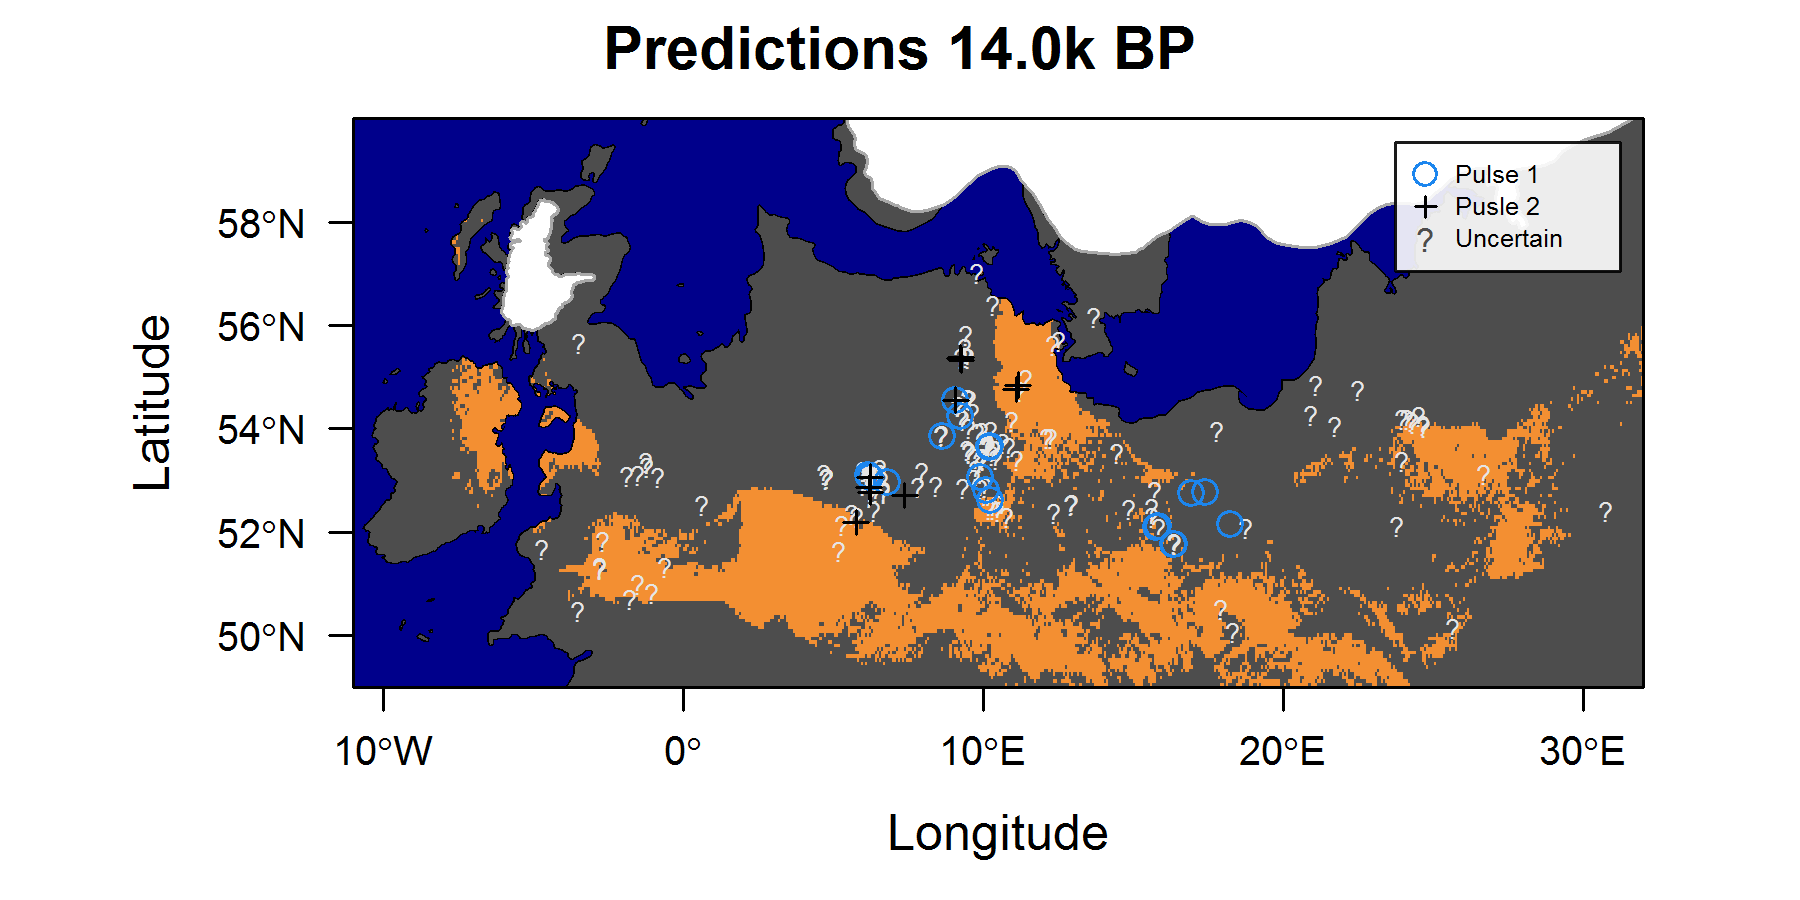 Predictions 14.0k BP
Pulse 1
Pusle 2
? Uncertain
58°N
56°N
54°N
52°N
50°N
Latitude
10°W 0° 10°E 20°E 30°E
Longitude